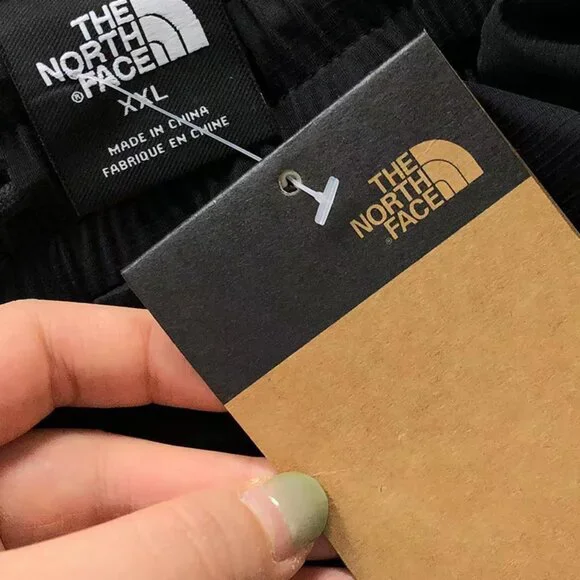 THE
NORTH
FACE
®
XXL
MADE IN CHINA
FABRIQUE EN CHINE
THE
NORTH
FACE